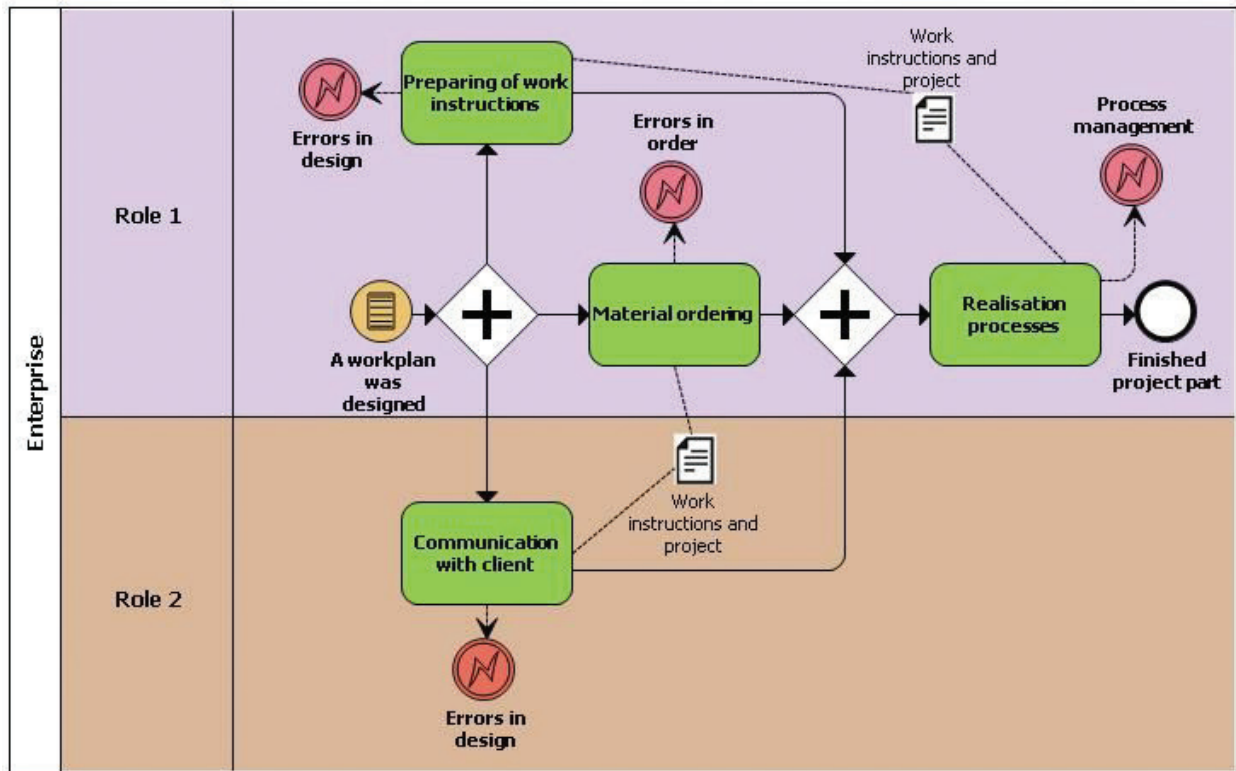 Enterprise
Role 1
Preparing of work
instructions
Errors in
design
Errors in
order
Work
instructions and
project
Process
management
A workplan
was
designed
Material ordering
Realisation
processes
Finished
project part
Role 2
Communication
with client
Work
instructions and
project
Errors in
design